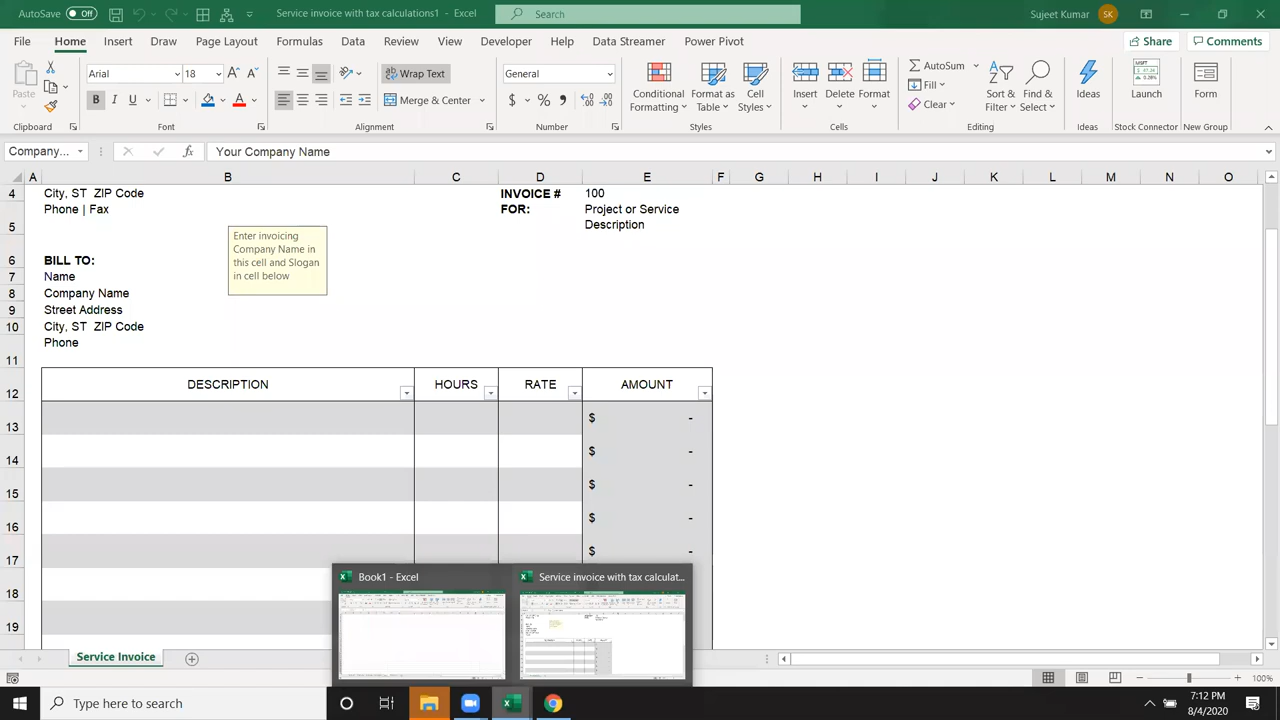 AutoSave Off
Service invoice with tax calculations1 - Excel
Search
Sujeet Kumar SK
File Home Insert Draw Page Layout Formulas Data Review View Developer Help Data Streamer Power Pivot
Share Comments
Paste
Arial 18
Wrap Text
General
Conditional Formatting
Format as Table
Cell Styles
Insert Delete Format
AutoSum
Fill
Clear
Sort & Filter
Find & Select
Ideas
Launch
Form
B I U
Merge & Center
$ % ,
Clipboard Font Alignment Number Styles Cells Editing Ideas Stock Connector New Group
Company... fx Your Company Name
A B C D E F G H I J K L M N O
4 City, ST ZIP Code INVOICE # 100
Phone | Fax FOR: Project or Service
5 Description
Enter invoicing
Company Name in
this cell and Slogan
in cell below
6 BILL TO:
7 Name
8 Company Name
9 Street Address
10 City, ST ZIP Code
11 Phone
12 DESCRIPTION HOURS RATE AMOUNT
13 $ -
14 $ -
15 $ -
16 $ -
17 $ -
18
19
Book1 - Excel
Service invoice with tax calculat...
Service Invoice
100%
Type here to search
7:12 PM
8/4/2020